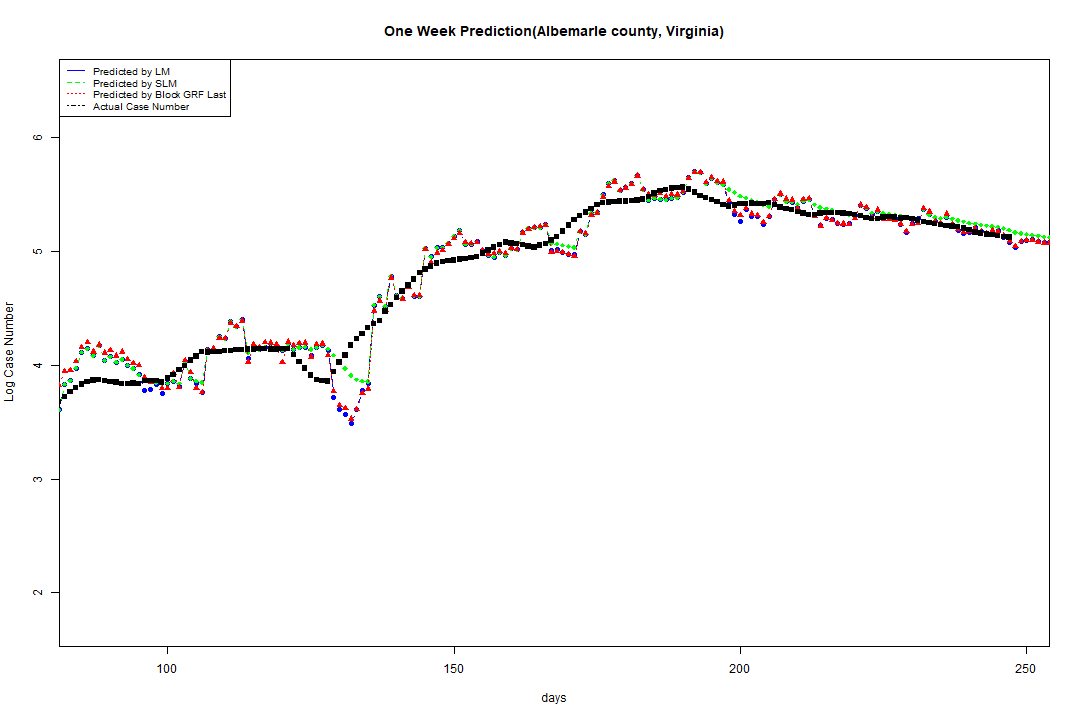 One Week Prediction(Albemarle county, Virginia)
Predicted by LM
Predicted by SLM
Predicted by Block GRF Last
Actual Case Number
6
5
4
3
2
Log Case Number
100 150 200 250
days